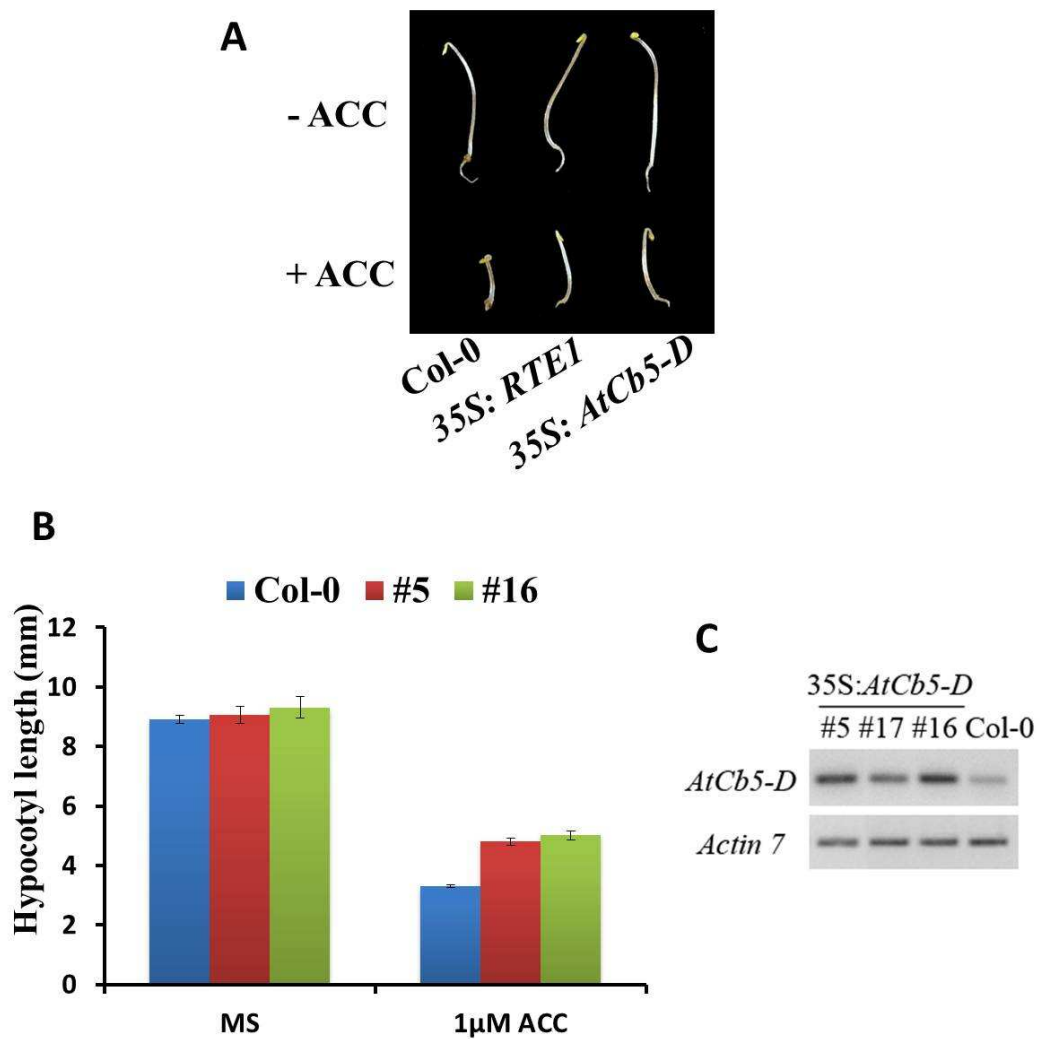 A
- ACC
+ ACC
Col-0
35S: RTE1
35S: AtCb5-D
B
Col-0 #5 #16
Hypocotyl length (mm)
12
10
8
6
4
2
0
MS 1µM ACC
C
35S:AtCb5-D
#5 #17 #16 Col-0
AtCb5-D
Actin 7